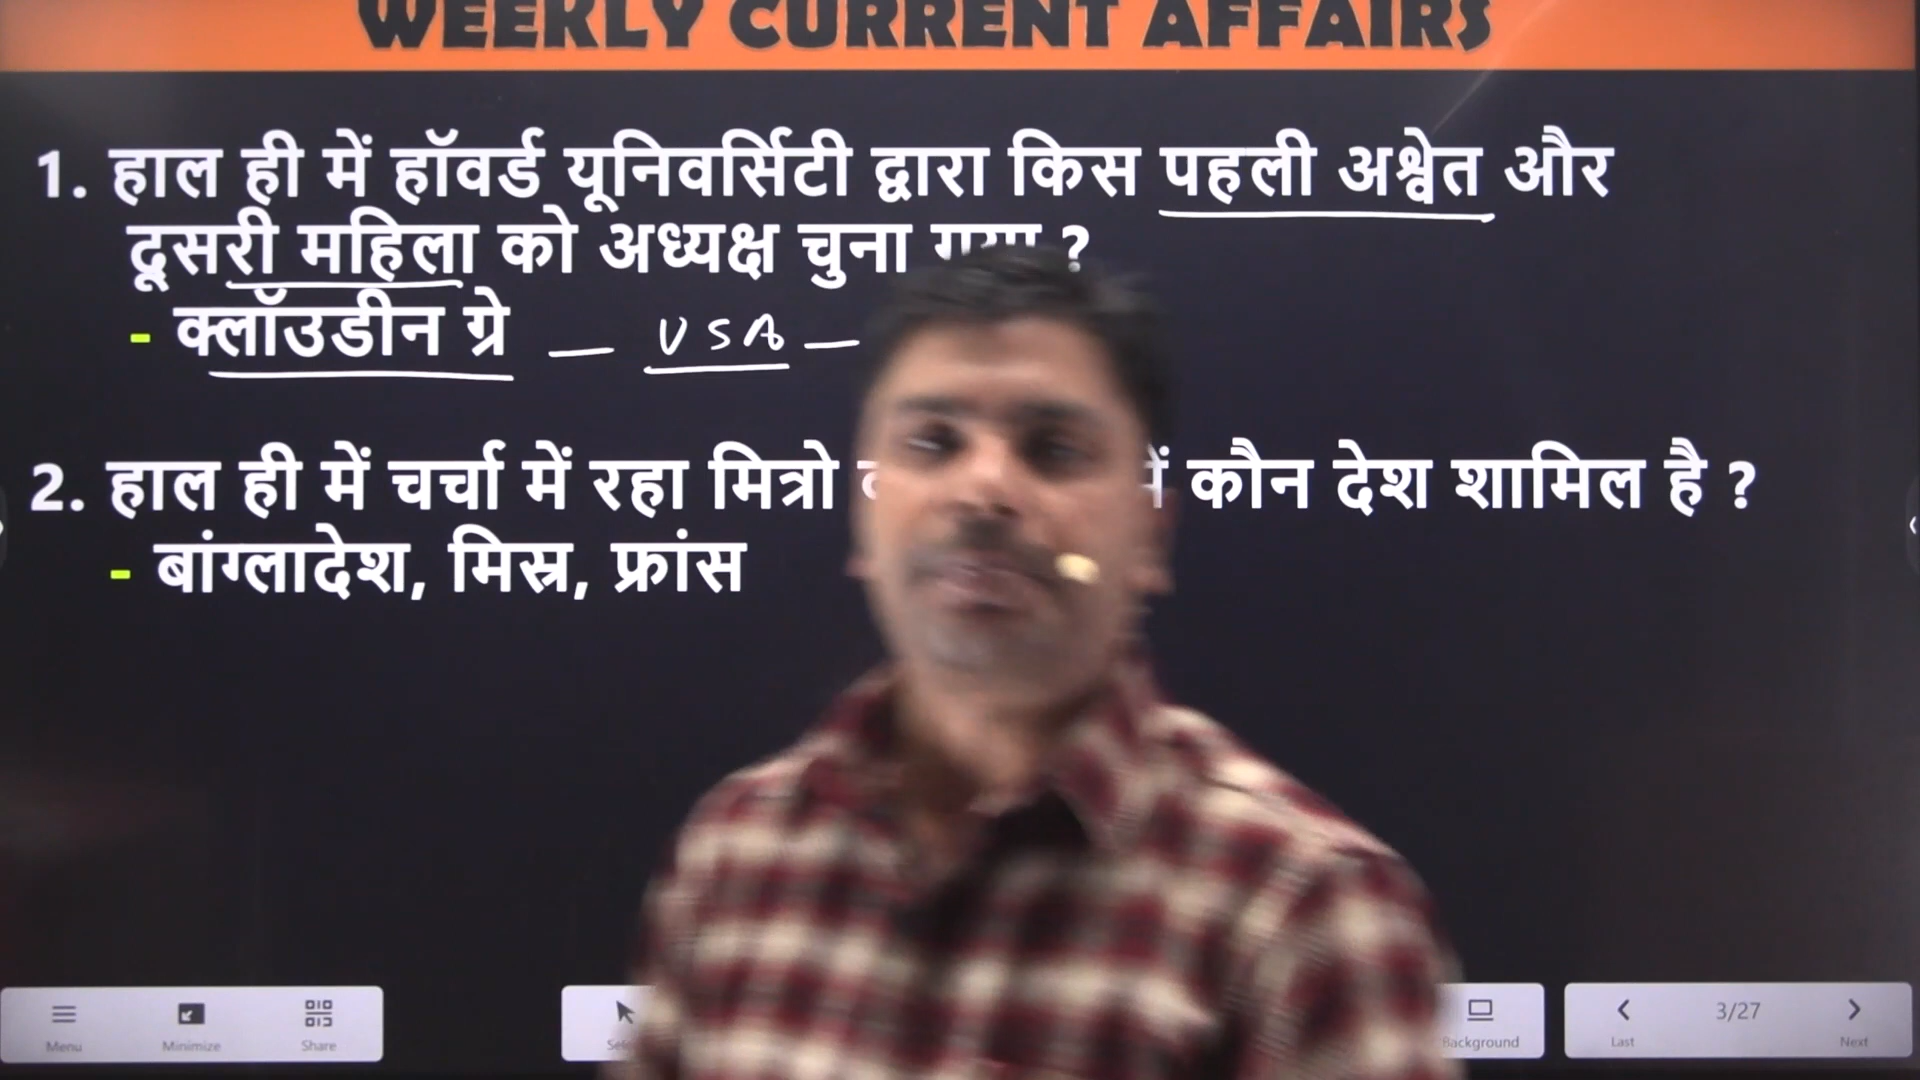 WEEKLY CURRENT AFFAIRS
1. हाल ही में हॉवर्ड यूनिवर्सिटी द्वारा किस पहली अश्वेत और
दूसरी महिला को अध्यक्ष चुना गया ?
- क्लॉउडीन ग्रे — USA —
2. हाल ही में चर्चा में रहा मित्रो में कौन देश शामिल है ?
- बांग्लादेश, मिस्र, फ्रांस
Menu Minimize Share Background Last 3/27 Next